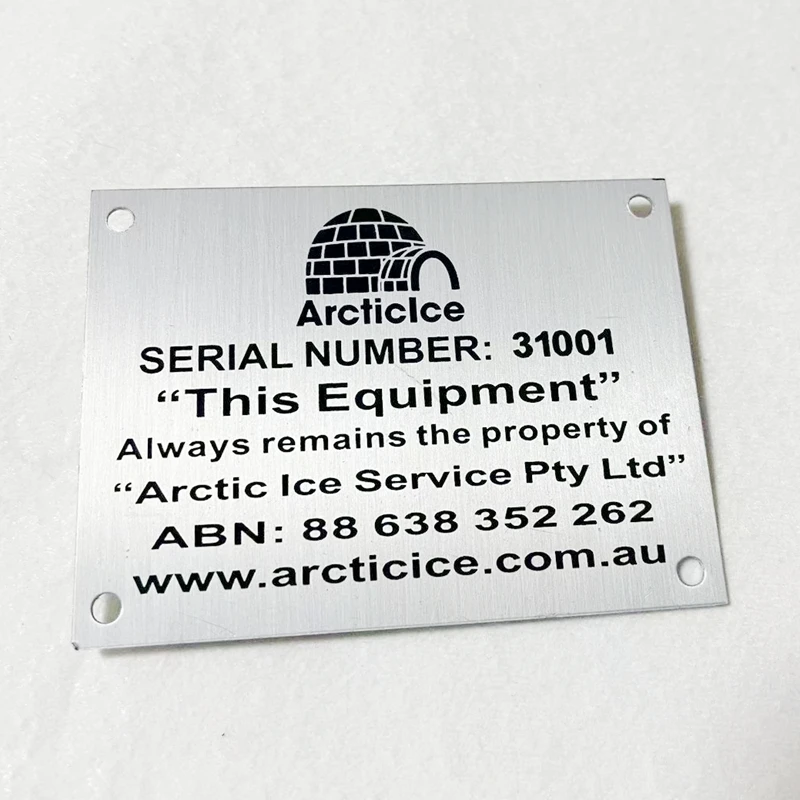 ArcticIce
SERIAL NUMBER: 31001
“This Equipment”
Always remains the property of
“Arctic Ice Service Pty Ltd”
ABN: 88 638 352 262
www.arcticice.com.au